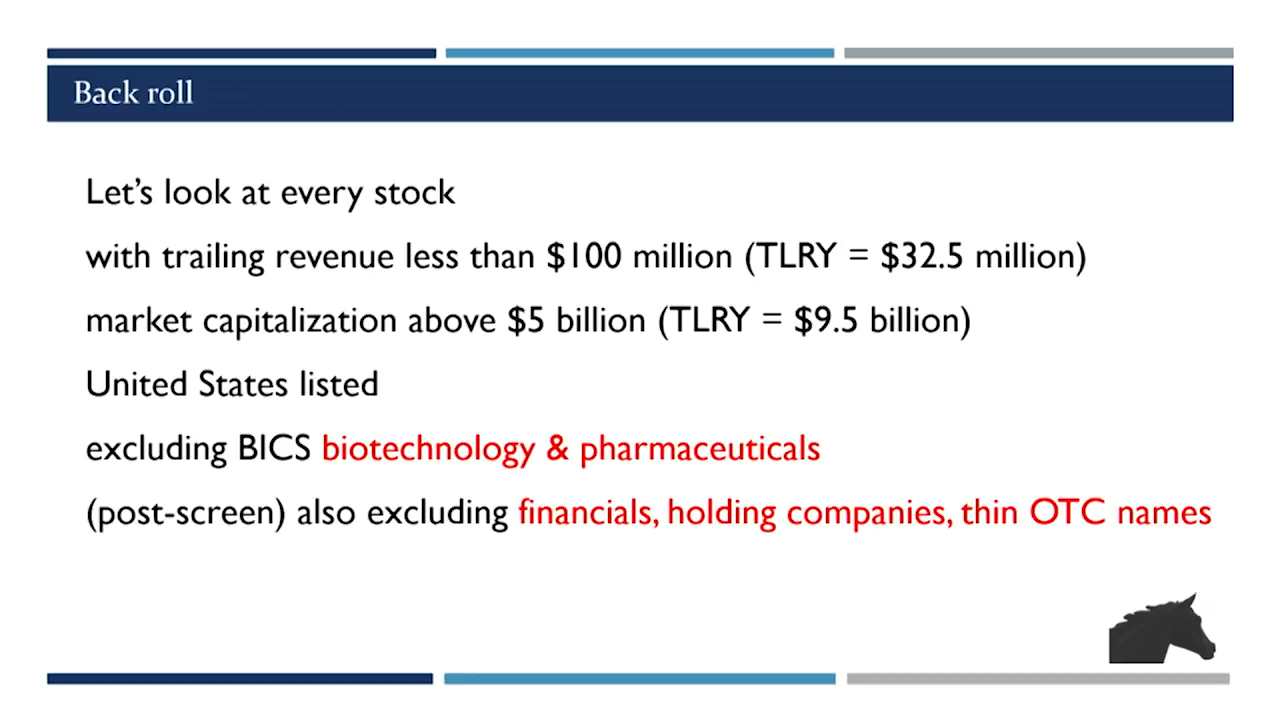 Back roll
Let’s look at every stock
with trailing revenue less than $100 million (TLRY = $32.5 million)
market capitalization above $5 billion (TLRY = $9.5 billion)
United States listed
excluding BICS biotechnology & pharmaceuticals
(post-screen) also excluding financials, holding companies, thin OTC names